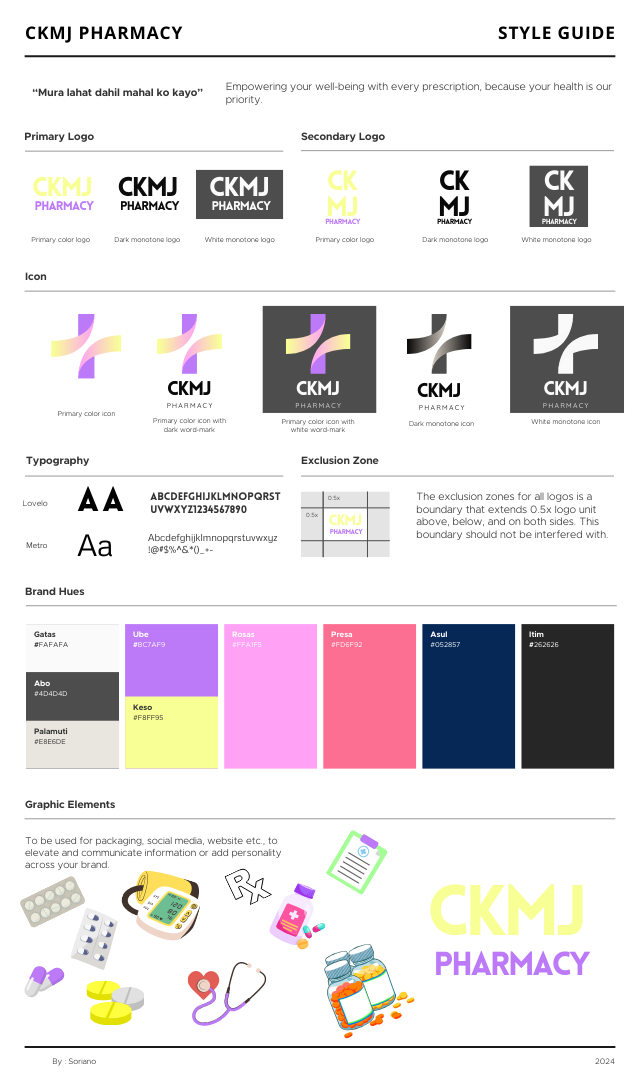 CKMJ PHARMACY
STYLE GUIDE
“Mura lahat dahil mahal ko kayo”
Empowering your well-being with every prescription, because your health is our
priority.
Primary Logo
Secondary Logo
CKMJ
PHARMACY
CKMJ
PHARMACY
CKMJ
PHARMACY
CK
MJ
PHARMACY
CK
MJ
PHARMACY
CK
MJ
PHARMACY
Primary color logo
Dark monotone logo
White monotone logo
Primary color logo
Dark monotone logo
White monotone logo
Icon
CKMJ
PHARMACY
CKMJ
PHARMACY
CKMJ
PHARMACY
CKMJ
PHARMACY
Primary color icon
Primary color icon with
dark word-mark
Primary color icon with
white word-mark
Dark monotone icon
White monotone icon
Typography
Exclusion Zone
Lovelo
AA
ABCDEFGHIJKLMNOPQRST
UVWXYZ1234567890
Metro
Aa
Abcdefghijklmnopqrstuvwxyz
!@#$%^&*()_+-
0.5x
0.5x
CKMJ
PHARMACY
The exclusion zones for all logos is a
boundary that extends 0.5x logo unit
above, below, and on both sides. This
boundary should not be interfered with.
Brand Hues
Gatas
#FAFAFA
Abo
#4D4D4D
Palamuti
#E8E6DE
Ube
#BC7AF9
Keso
#F8FF95
Rosas
#FFA1F5
Presa
#FD6F92
Asul
#052857
Itim
#262626
Graphic Elements
To be used for packaging, social media, website etc., to
elevate and communicate information or add personality
across your brand.
Rx
120
80
CKMJ
PHARMACY
By : Soriano
2024